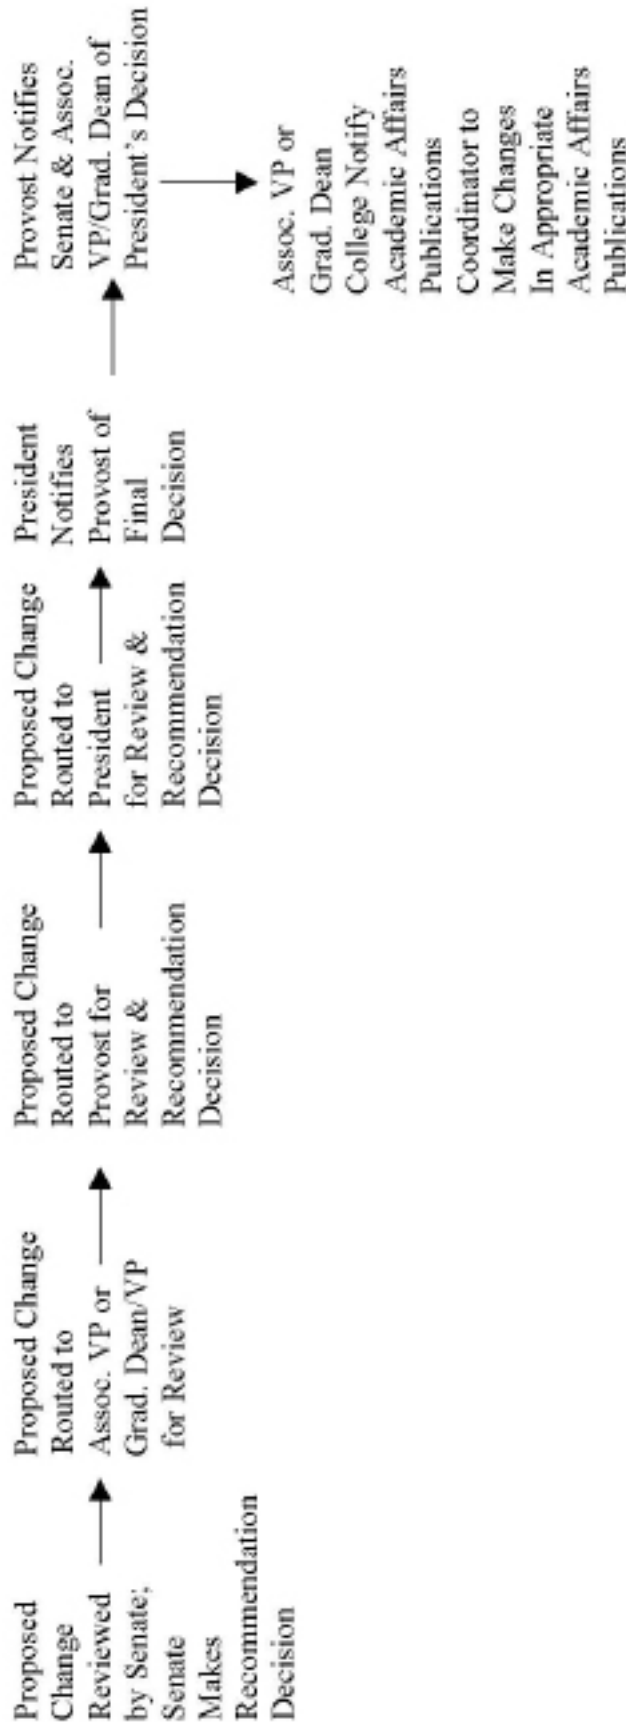 Proposed
Change
Reviewed
by Senate;
Senate
Makes
Recommendation
Decision
Proposed Change
Routed to
Assoc. VP or
Grad. Dean/VP
for Review
Proposed Change
Routed to
Provost for
Review &
Recommendation
Decision
Proposed Change
Routed to
President
for Review &
Recommendation
Decision
President
Notifies
Provost of
Final
Decision
Provost Notifies
Senate & Assoc.
VP/Grad. Dean of
President's Decision
Assoc. VP or
Grad. Dean
College Notify
Academic Affairs
Publications
Coordinator to
Make Changes
In Appropriate
Academic Affairs
Publications